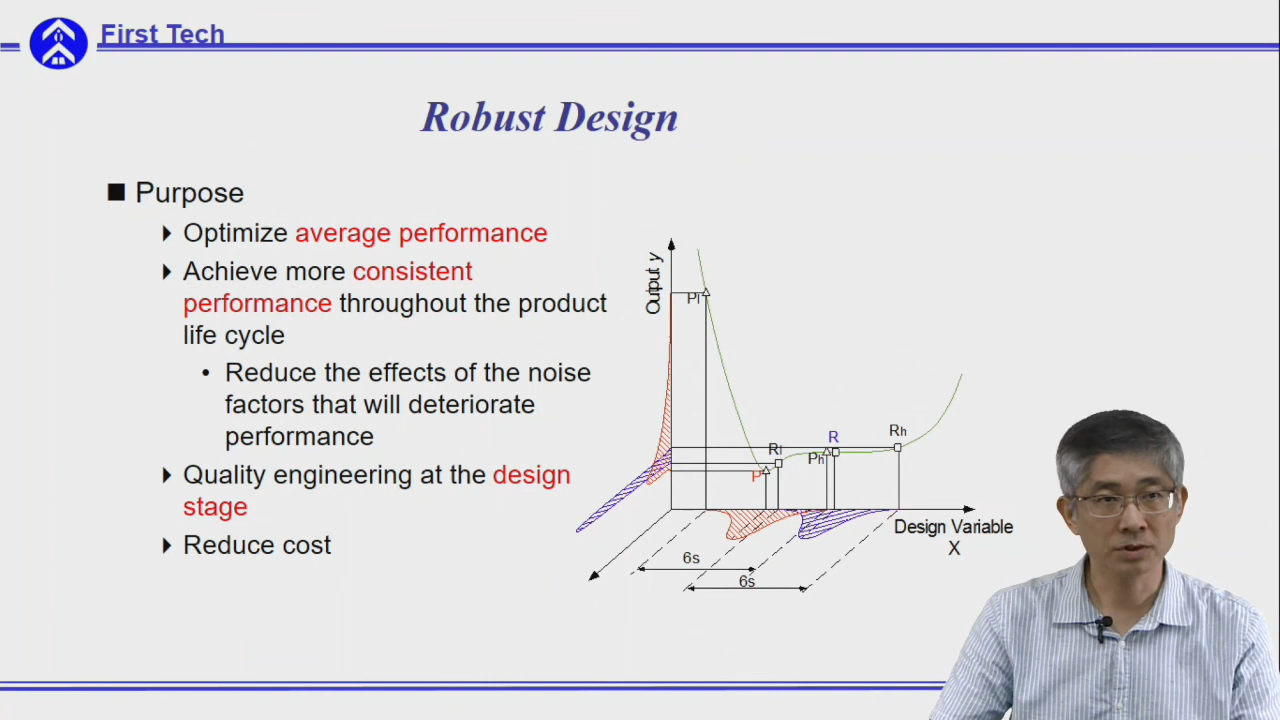 First Tech
Robust Design
Purpose
Optimize average performance
Achieve more consistent
performance throughout the product
life cycle
Reduce the effects of the noise
factors that will deteriorate
performance
Quality engineering at the design
stage
Reduce cost
Output y
Pl
P
Rl
Ph
R
Rh
Design Variable
X
6s
6s